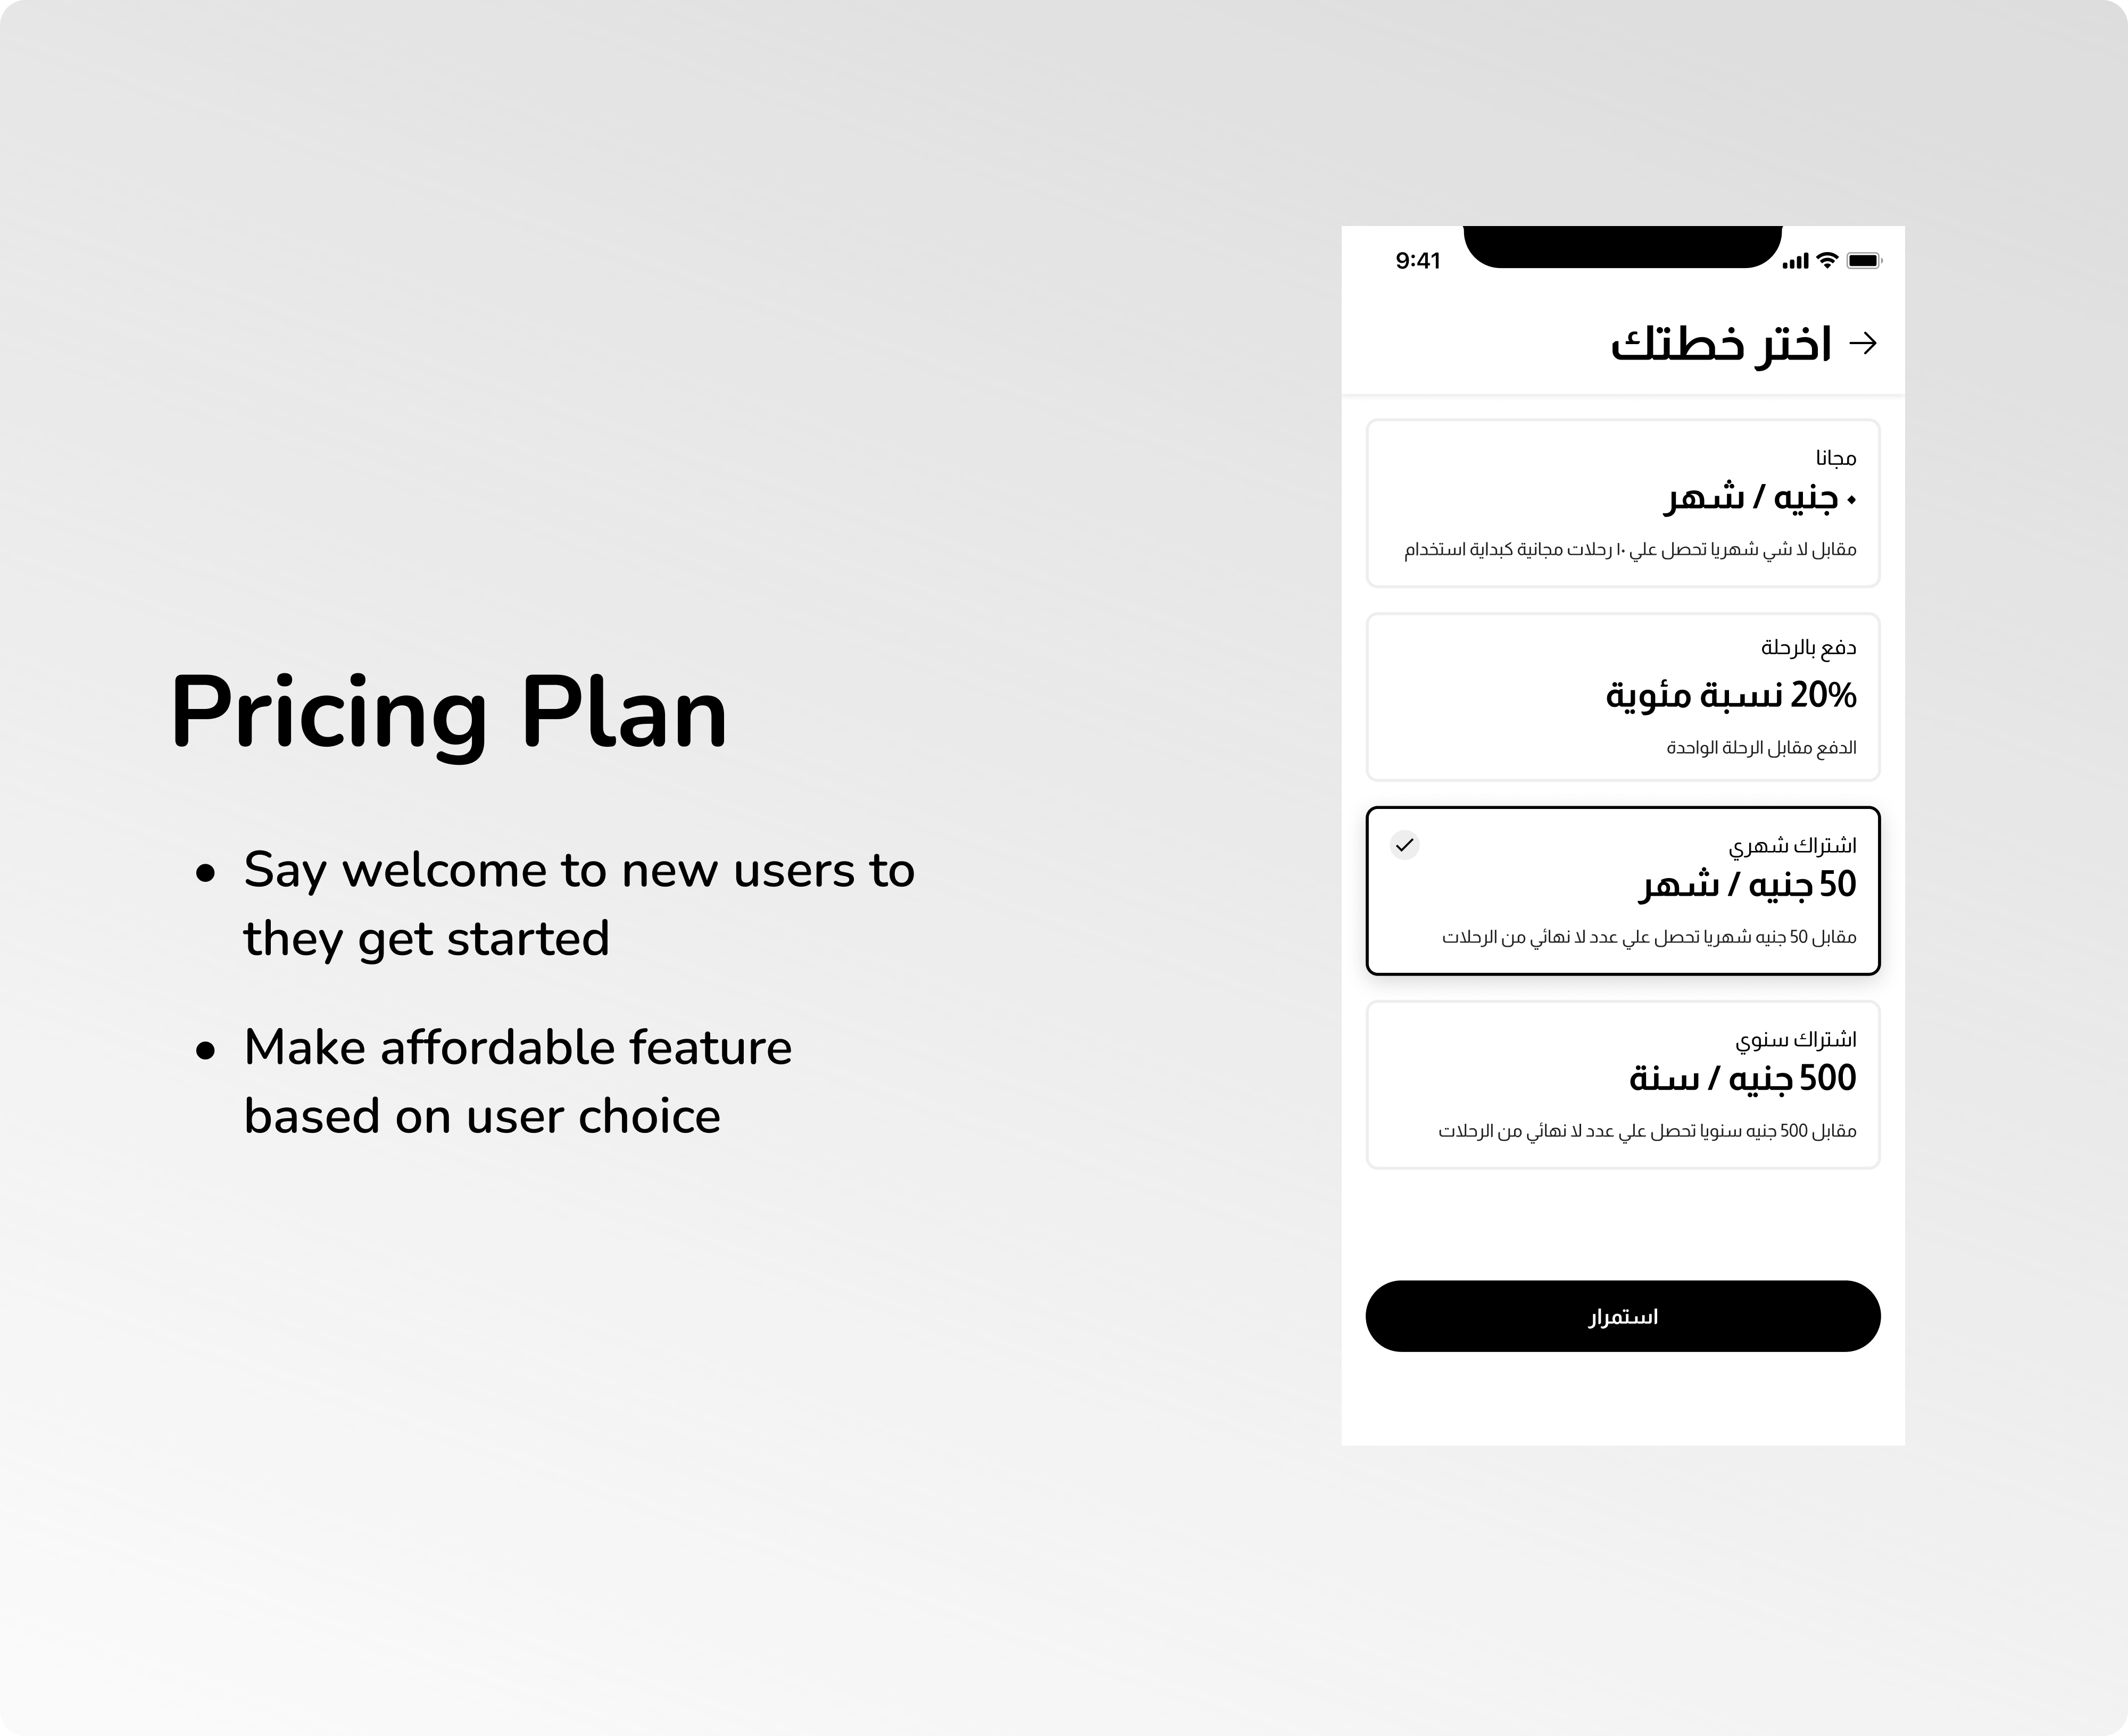 Pricing Plan
• Say welcome to new users to
they get started
• Make affordable feature
based on user choice
9:41
اختر خطتك
مجانا
٠ جنيه / شهر
مقابل لا شي شهريا تحصل علي ١٠ رحلات مجانية كبداية استخدام
دفع بالرحلة
20% نسبة مئوية
الدفع مقابل الرحلة الواحدة
اشتراك شهري
50 جنيه / شهر
مقابل 50 جنيه شهريا تحصل علي عدد لا نهائي من الرحلات
اشتراك سنوي
500 جنيه / سنة
مقابل 500 جنيه سنويا تحصل علي عدد لا نهائي من الرحلات
استمرار